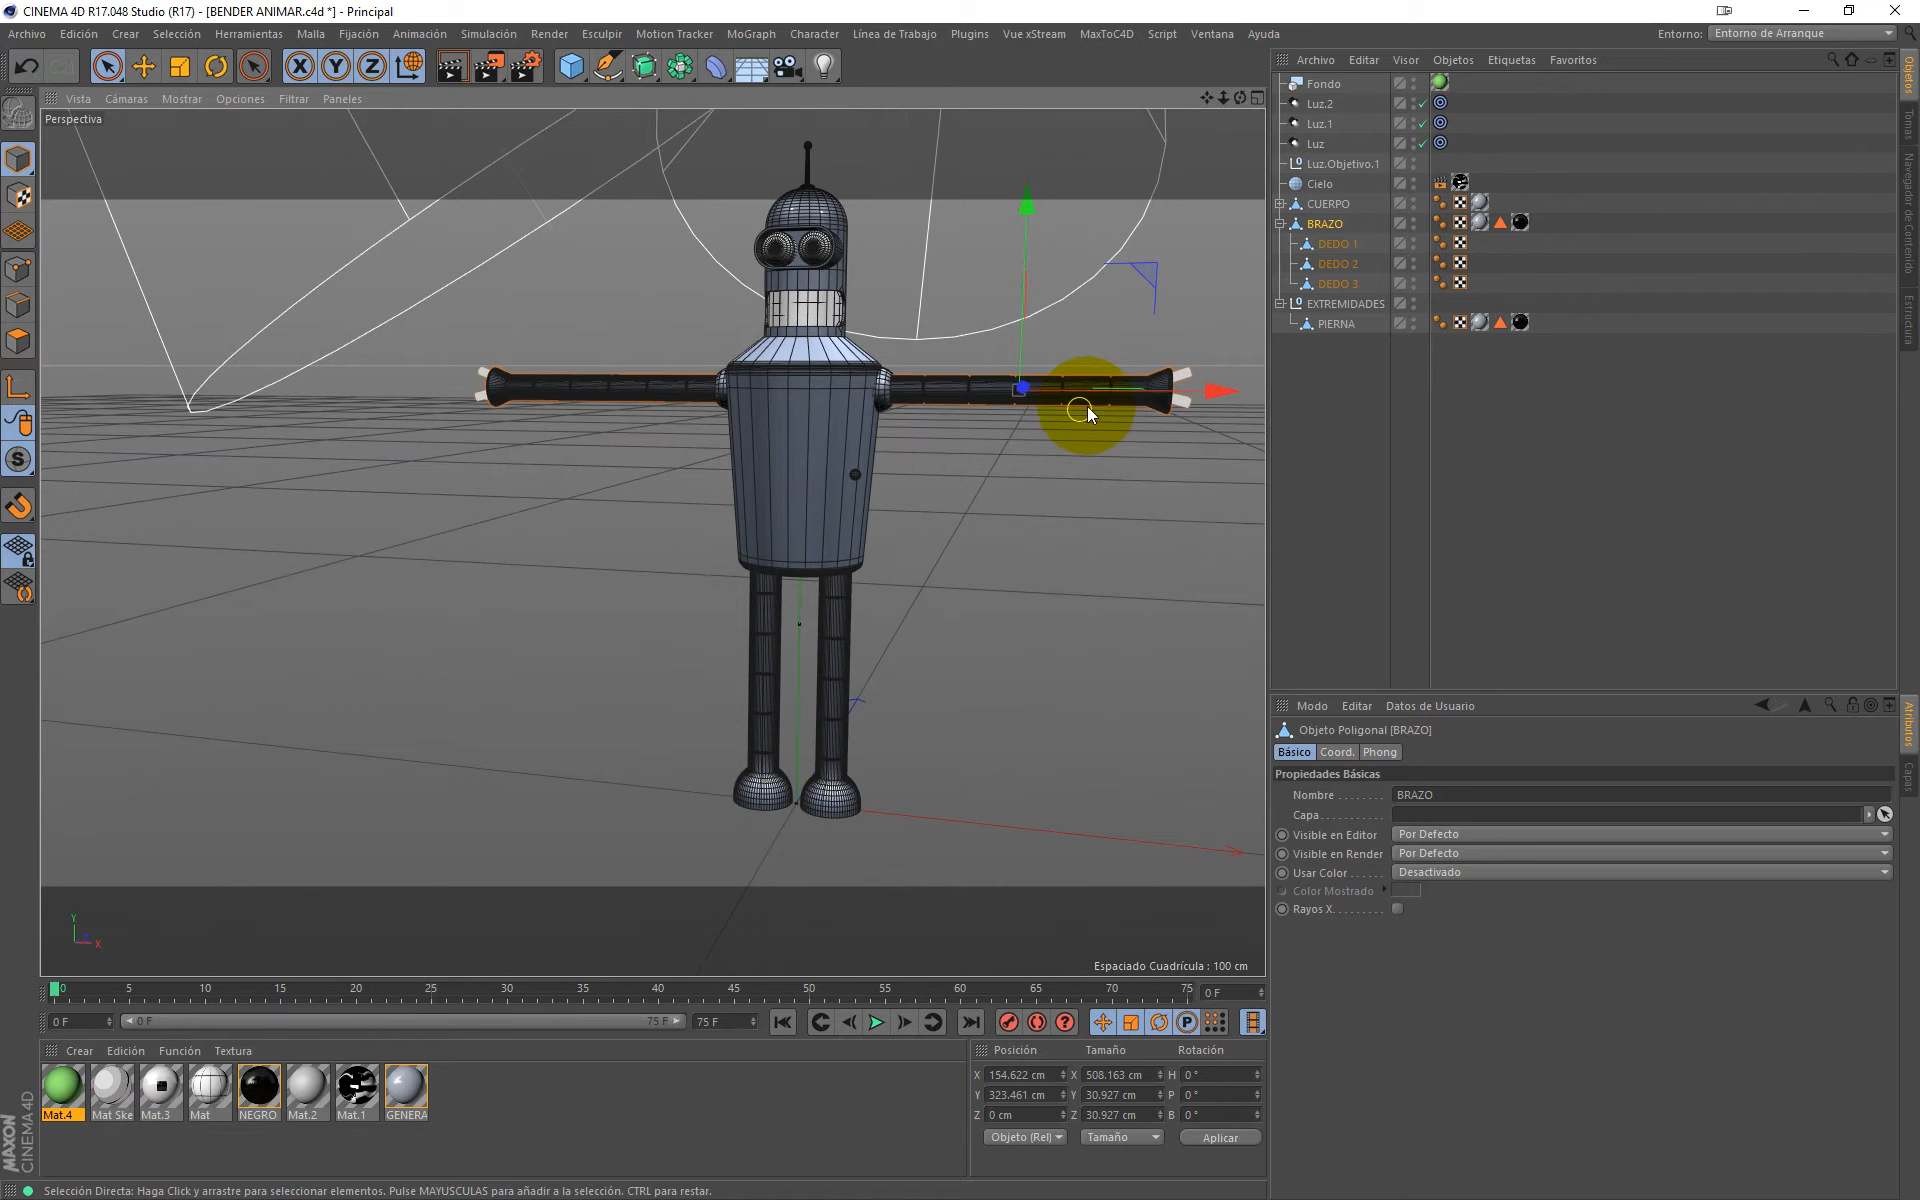 CINEMA 4D R17.048 Studio (R17) - [BENDER ANIMAR.c4d *] - Principal
Archivo Edición Crear Selección Herramientas Malla Fijación Animación Simulación Render Esculpir Motion Tracker MoGraph Character Línea de Trabajo Plugins Vue xStream MaxToC4D Script Ventana Ayuda Entorno: Entorno de Arranque
Vista Cámaras Mostrar Opciones Filtrar Paneles
Perspectiva
Archivo Editar Visor Objetos Etiquetas Favoritos
Fondo
Luz.2
Luz.1
Luz
Luz.Objetivo.1
Cielo
CUERPO
BRAZO
DEDO 1
DEDO 2
DEDO 3
EXTREMIDADES
PIERNA
Objetos
Tomas
Navegador de Contenido
Estructura
Modo Editar Datos de Usuario
Objeto Poligonal [BRAZO]
Básico Coord. Phong
Propiedades Básicas
Nombre . . . . . . . . BRAZO
Capa . . . . . . . . . . .
Visible en Editor Por Defecto
Visible en Render Por Defecto
Usar Color . . . . . . Desactivado
Color Mostrado
Rayos X. . . . . . . . .
Atributos
Capas
Y
Z
X
Espaciado Cuadrícula : 100 cm
0 5 10 15 20 25 30 35 40 45 50 55 60 65 70 75 0 F
0 F 0 F 75 F 75 F
Crear Edición Función Textura
Mat.4 Mat Ske Mat.3 Mat NEGRO Mat.2 Mat.1 GENERA
Posición Tamaño Rotación
X 154.622 cm X 508.163 cm H 0 °
Y 323.461 cm Y 30.927 cm P 0 °
Z 0 cm Z 30.927 cm B 0 °
Objeto (Rel) Tamaño Aplicar
MAXON
CINEMA 4D
Selección Directa: Haga Click y arrastre para seleccionar elementos. Pulse MAYUSCULAS para añadir a la selección. CTRL para restar.